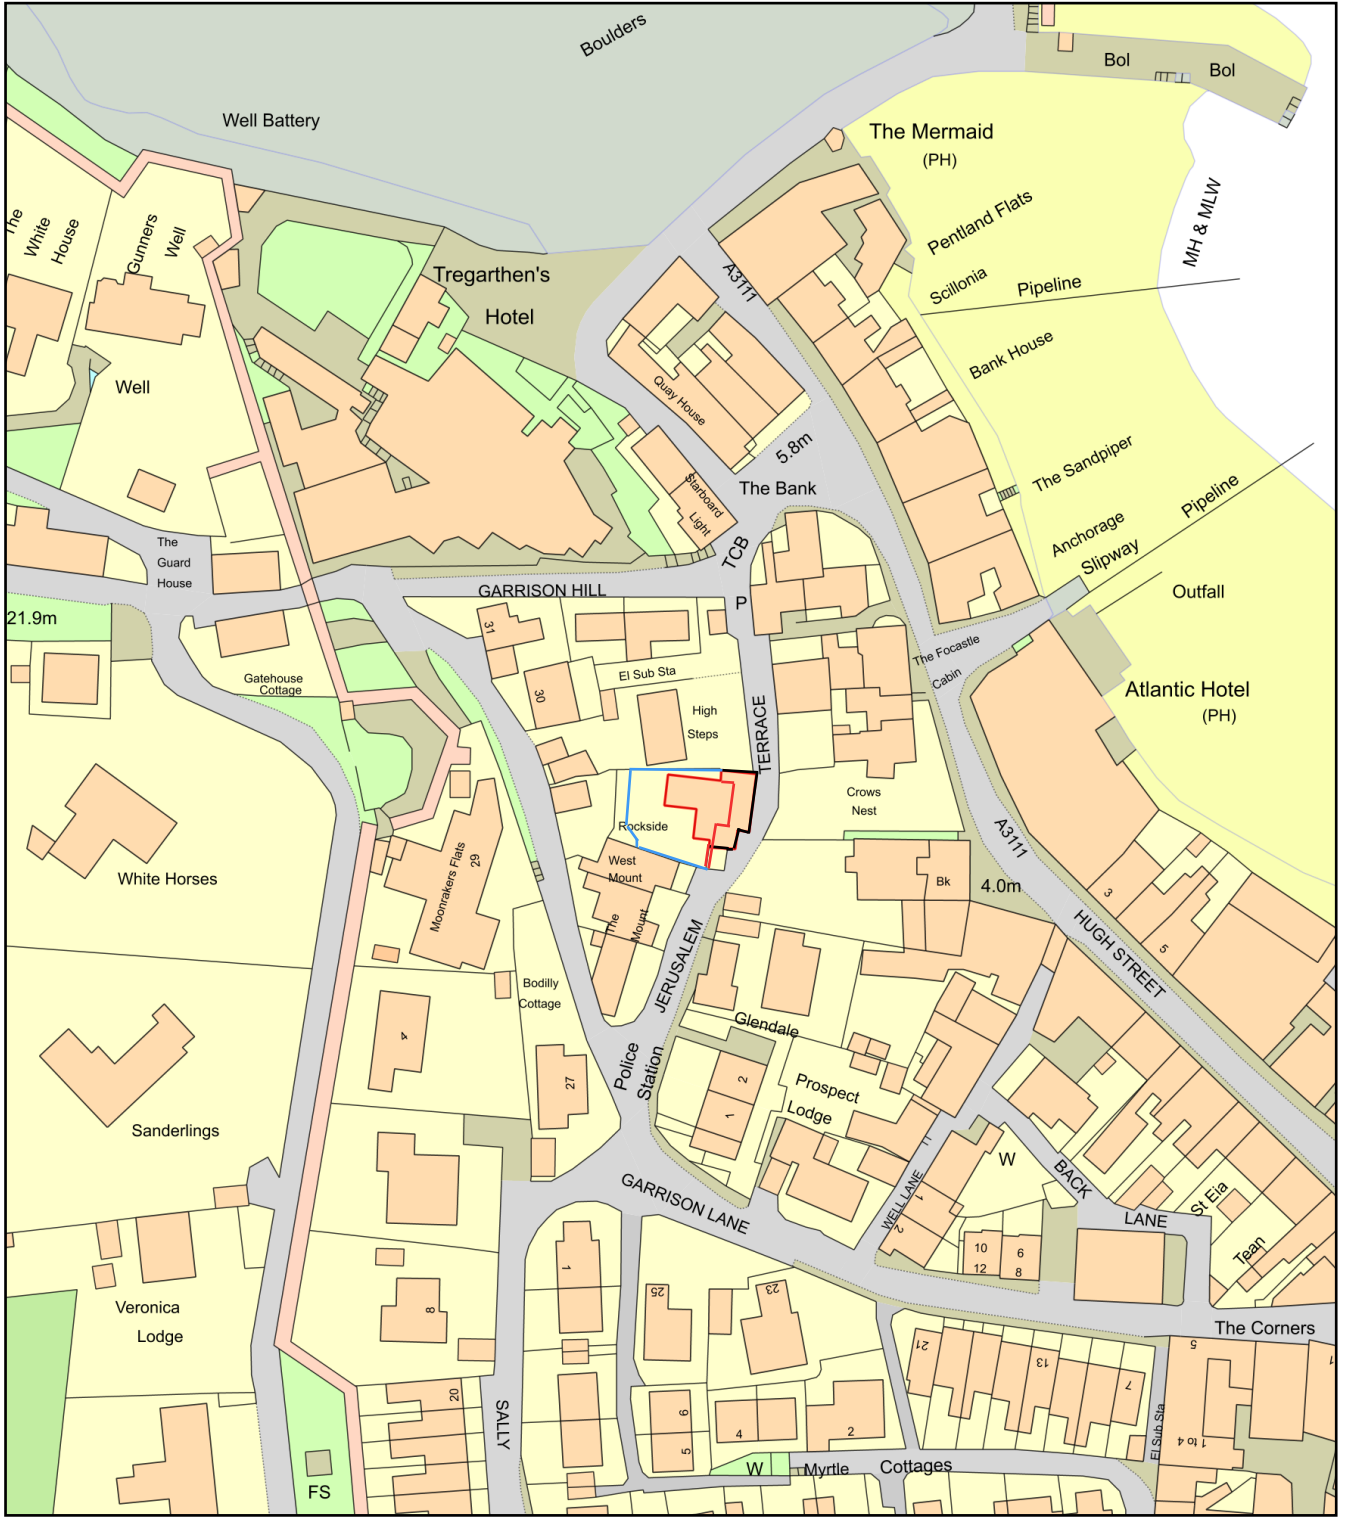 Boulders
Bol
Bol
Well Battery
The Mermaid
(PH)
The
White
House
Gunners
Well
Pentland Flats
MH & MLW
Tregarthen's
Hotel
A3111
Scillonia
Pipeline
Bank House
Well
Quay House
5.8m
The Sandpiper
The Bank
Starboard
Light
Pipeline
Anchorage
Slipway
The
Guard
House
TCB
GARRISON HILL
P
Outfall
21.9m
31
The Focastle
Cabin
El Sub Sta
Gatehouse
Cottage
30
High
Steps
TERRACE
Atlantic Hotel
(PH)
Crows
Nest
Rockside
A3111
West
Mount
29
Moonrakers Flats
White Horses
Bk
4.0m
3
The
Mount
HUGH STREET
5
JERUSALEM
Bodilly
Cottage
Glendale
4
Police
Station
27
2
1
Prospect
Lodge
Sanderlings
11
W
BACK
LANE
WELL LANE
1
2
St Eia
GARRISON LANE
Tean
10
12
6
8
1
25
23
Veronica
Lodge
8
The Corners
21
13
7
5
1
20
SALLY
6
5
4
2
El Sub Sta
1 to 4
W
Myrtle
Cottages
FS